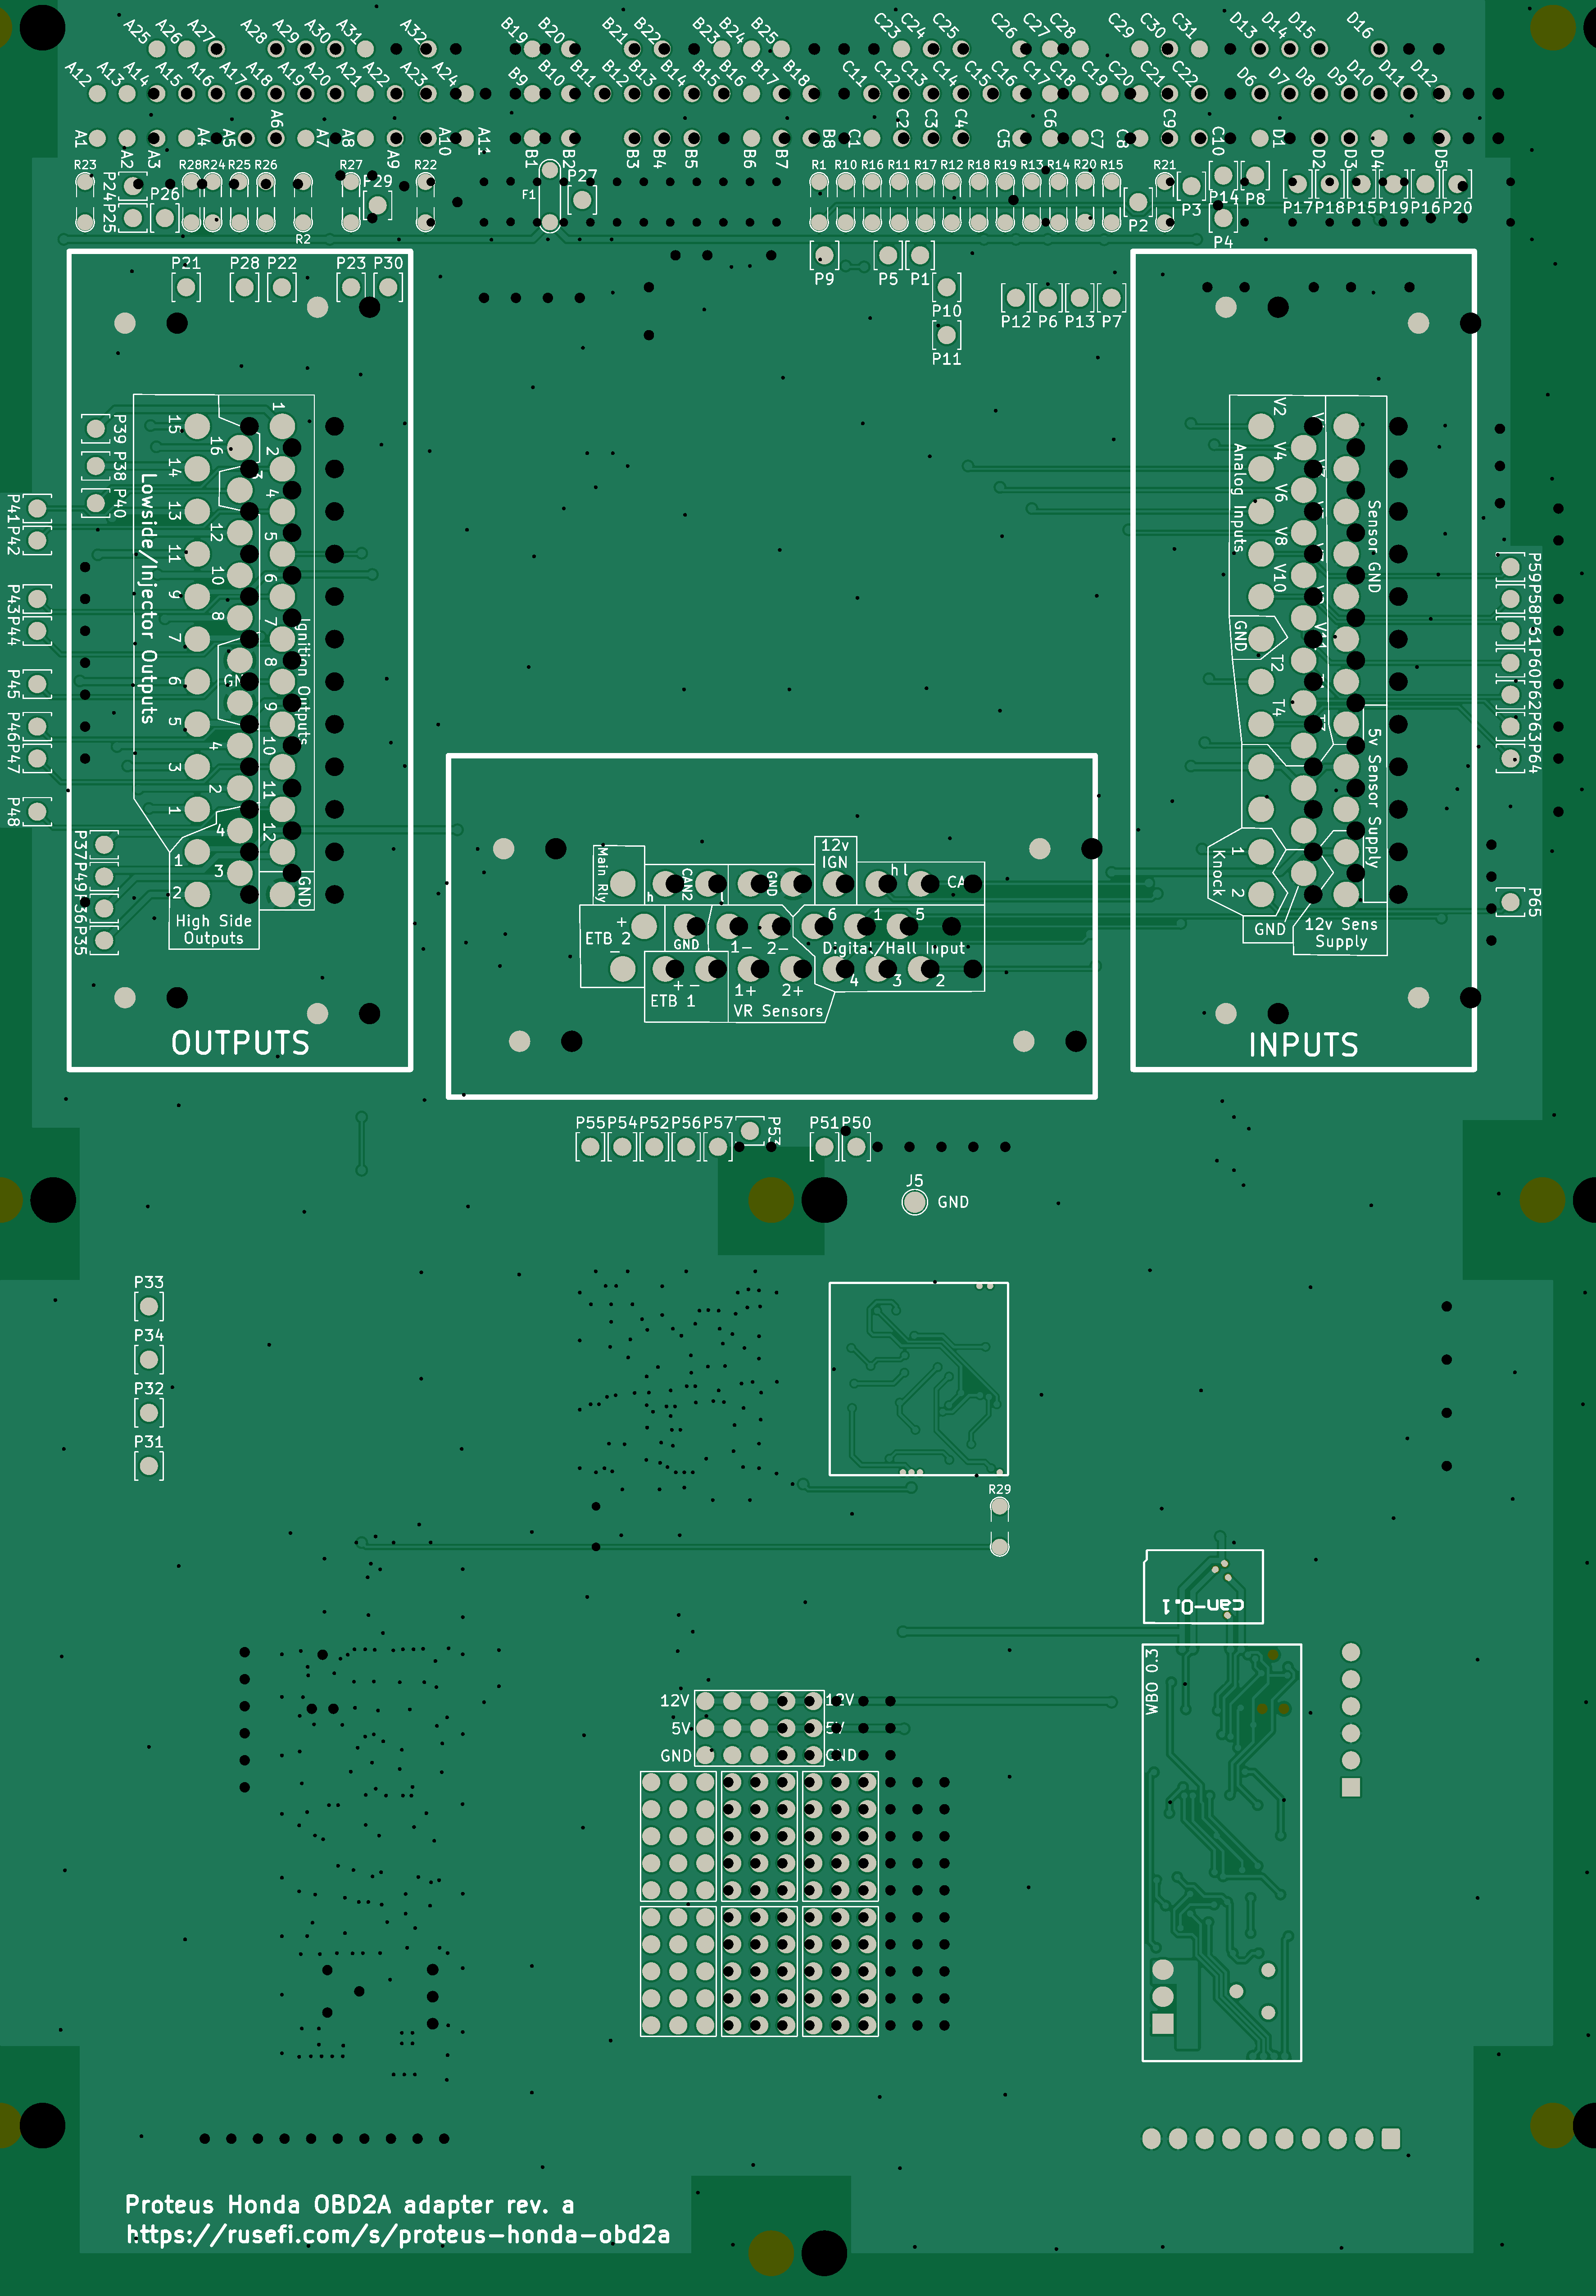 A25 A26 A27 A28 A29 A30 A31 A32 B19 B20 B21 B22 B23 B24 B25 C23 C24 C25 C26 C27 C28 C29 C30 C31 D13 D14 D15 D16
A12 A13 A14 A15 A16 A17 A18 A19 A20 A21 A22 A23 A24 B9 B10 B11 B12 B13 B14 B15 B16 B17 B18 C11 C12 C13 C14 C15 C16 C17 C18 C19 C20 C21 C22 D6 D7 D8 D9 D10 D11 D12
A1 A2 A3 A4 A5 A6 A7 A8 A9 A10 A11 B1 B2 B3 B4 B5 B6 B7 B8 C1 C2 C3 C4 C5 C6 C7 C8 C9 C10 D1 D2 D3 D4 D5
R23 R28 R24 R25 R26 R27 R22 R1 R10 R16 R11 R17 R12 R18 R19 R13 R14 R20 R15 R21
P24 P25 P26 R2 P29 F1 P27 P2 P3 P14 P8 P4 P17 P18 P15 P19 P16 P20
P21 P28 P22 P23 P30 P9 P5 P1 P10 P11 P12 P6 P13 P7
P39 P38 P40
P41 P42
P43 P44
P45
P46 P47
P48
P37 P49 P36 P35
15 14 13 11 9 7 6 5 3 1
16 12 10 8 4 2
1 2 4 5 6 7 8 9 10 11 12
Lowside/Injector Outputs
Ignition Outputs
1 2 3 4
GND
High Side
Outputs
OUTPUTS
Main Rly
CAN2
h
GND
12v
IGN
h l
ETB 2
+
-
GND
1- 2-
6 1 5
Digital/Hall Input
4 3 2
+ -
ETB 1
1+ 2+
VR Sensors
V2 V4 V6 V8 V10
Analog Inputs
Sensor GND
GND
T2
T4
5v Sensor Supply
1
2
Knock
GND
12v Sens
Supply
INPUTS
P59 P58 P51 P60 P62 P63 P64
P65
P55 P54 P52 P56 P57 P53 P51 P50
J5
GND
P33
P34
P32
P31
R29
can-0.1
WBO 0.3
12V 12V
5V 5V
GND GND
Proteus Honda OBD2A adapter rev. a
https://rusefi.com/s/proteus-honda-obd2a